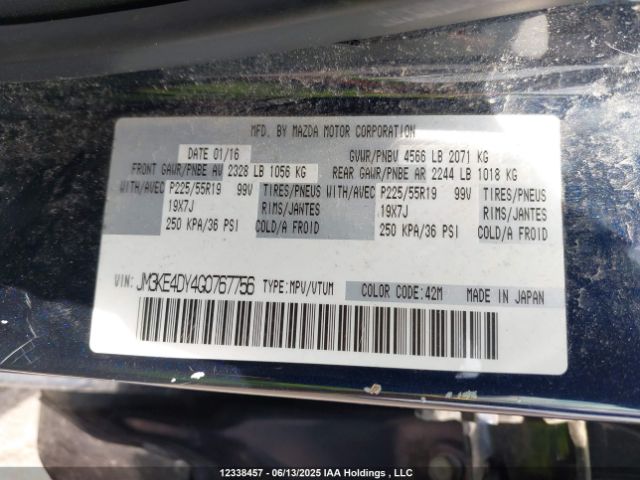 MFD. BY MAZDA MOTOR CORPORATION
DATE 01/16 GVWR/PNBV 4566 LB 2071 KG
FRONT GAWR/PNBE AV 2328 LB 1056 KG REAR GAWR/PNBE AR 2244 LB 1018 KG
WITH/AVEC P225/55R19 99V TIRES/PNEUS WITH/AVEC P225/55R19 99V TIRES/PNEUS
19X7J RIMS/JANTES 19X7J RIMS/JANTES
250 KPA/36 PSI COLD/A FROID 250 KPA/36 PSI COLD/A FROID
VIN: JM3KE4DY4G0767756 TYPE:MPV/VTUM COLOR CODE:42M MADE IN JAPAN
12338457 - 06/13/2025 IAA Holdings , LLC